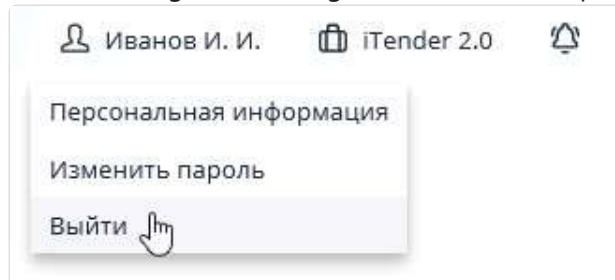 Иванов И. И. iTender 2.0
Персональная информация
Изменить пароль
Выйти